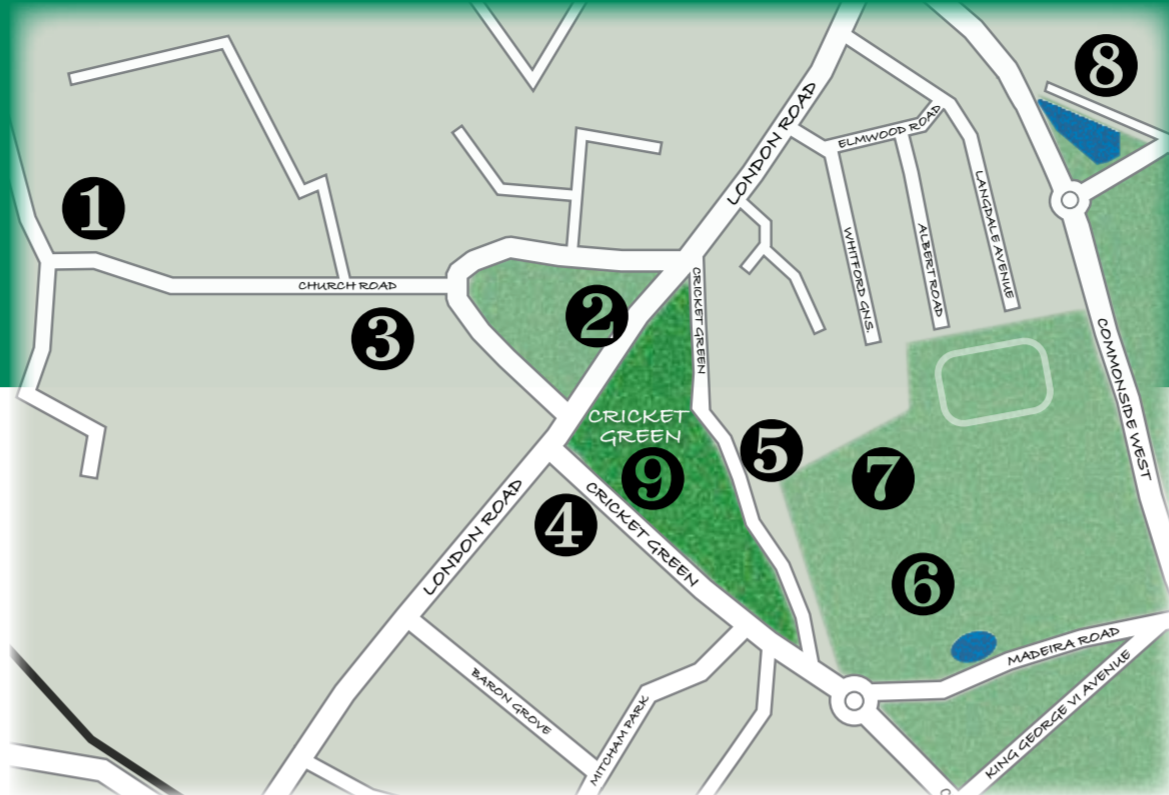 8
LONDON ROAD
ELMWOOD ROAD
1
LANGDALE AVENUE
WHITFORD GNS.
ALBERT ROAD
CHURCH ROAD
CRICKET GREEN
2
3
COMMONSIDE WEST
CRICKET
GREEN
5
9
7
4
CRICKET GREEN
LONDON ROAD
6
MADEIRA ROAD
BARON GROVE
MITCHAM PARK
KING GEORGE VI AVENUE